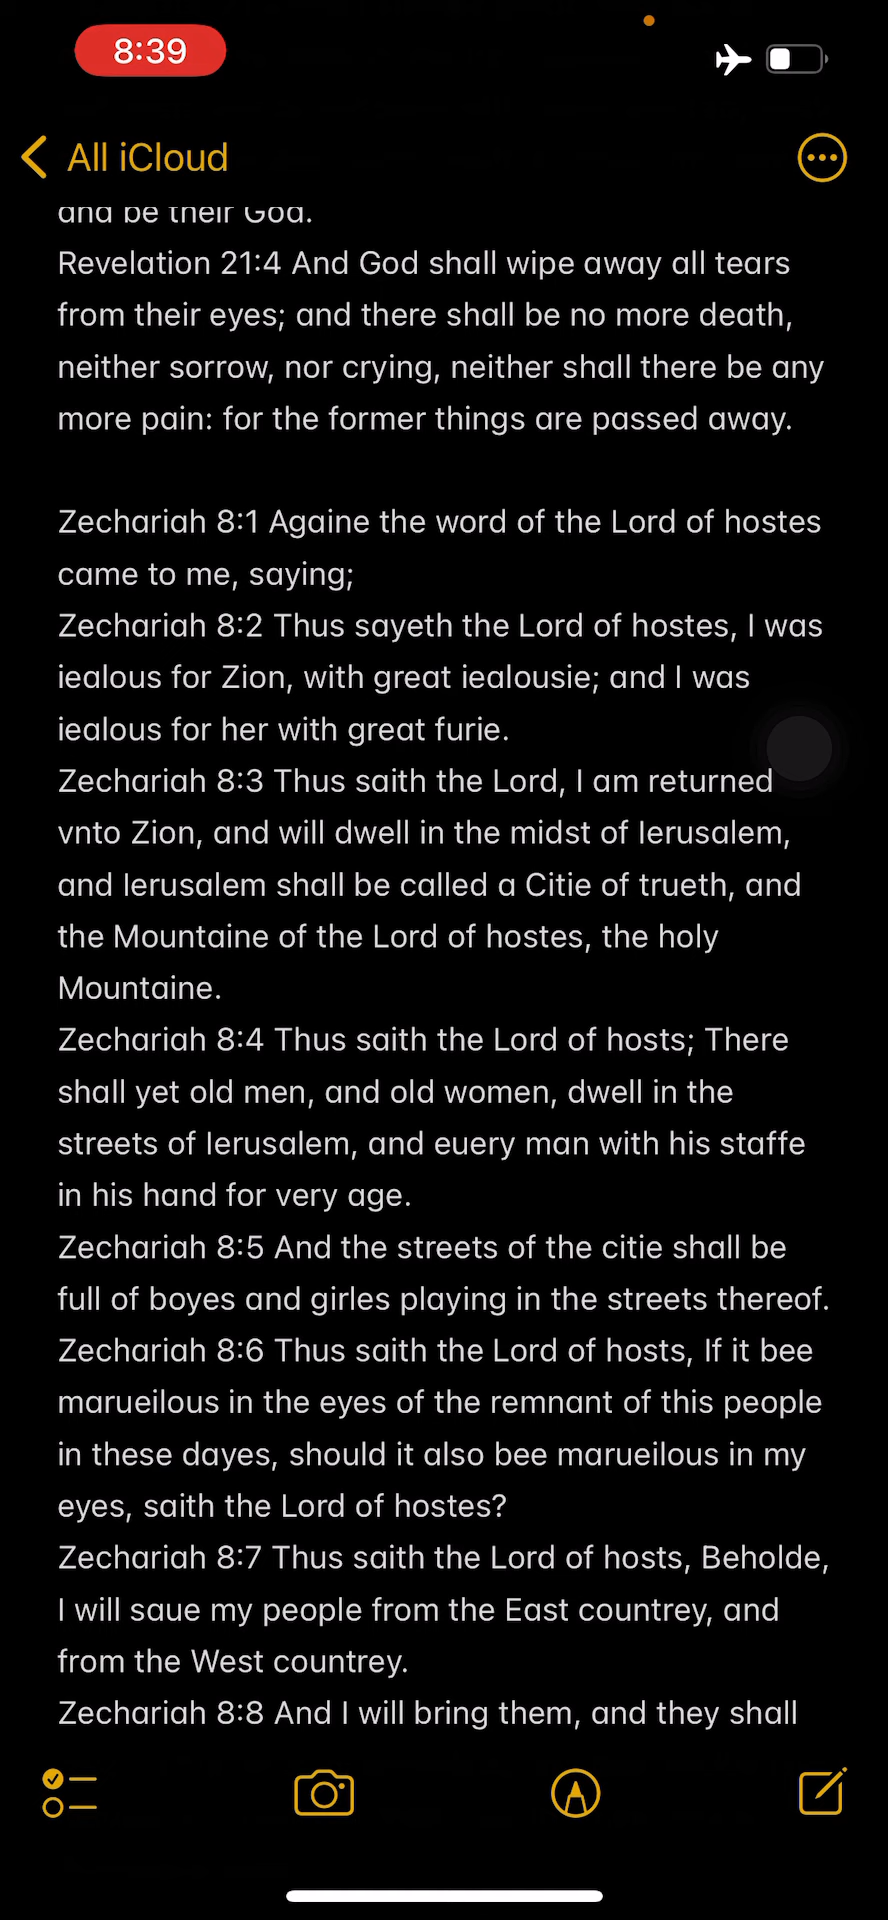 8:39
All iCloud
and be their God.
Revelation 21:4 And God shall wipe away all tears
from their eyes; and there shall be no more death,
neither sorrow, nor crying, neither shall there be any
more pain: for the former things are passed away.
Zechariah 8:1 Againe the word of the Lord of hostes
came to me, saying;
Zechariah 8:2 Thus sayeth the Lord of hostes, I was
iealous for Zion, with great iealousie; and I was
iealous for her with great furie.
Zechariah 8:3 Thus saith the Lord, I am returned
vnto Zion, and will dwell in the midst of Ierusalem,
and Ierusalem shall be called a Citie of trueth, and
the Mountaine of the Lord of hostes, the holy
Mountaine.
Zechariah 8:4 Thus saith the Lord of hosts; There
shall yet old men, and old women, dwell in the
streets of Ierusalem, and euery man with his staffe
in his hand for very age.
Zechariah 8:5 And the streets of the citie shall be
full of boyes and girles playing in the streets thereof.
Zechariah 8:6 Thus saith the Lord of hosts, If it bee
marueilous in the eyes of the remnant of this people
in these dayes, should it also bee marueilous in my
eyes, saith the Lord of hostes?
Zechariah 8:7 Thus saith the Lord of hosts, Beholde,
I will saue my people from the East countrey, and
from the West countrey.
Zechariah 8:8 And I will bring them, and they shall